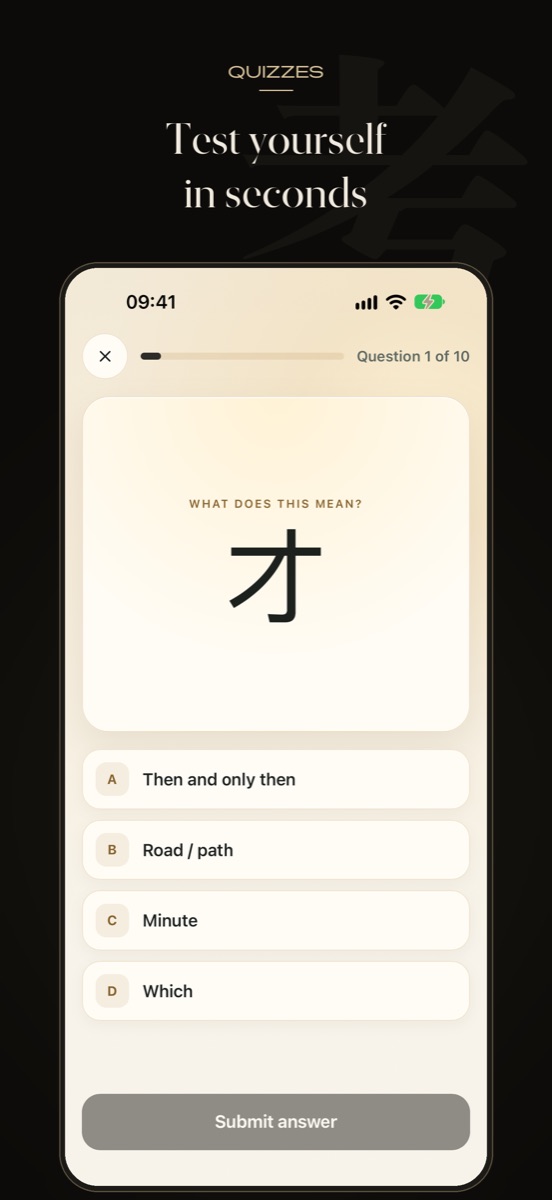 QUIZZES
Test yourself
in seconds
考
09:41
Question 1 of 10
WHAT DOES THIS MEAN?
才
A Then and only then
B Road / path
C Minute
D Which
Submit answer